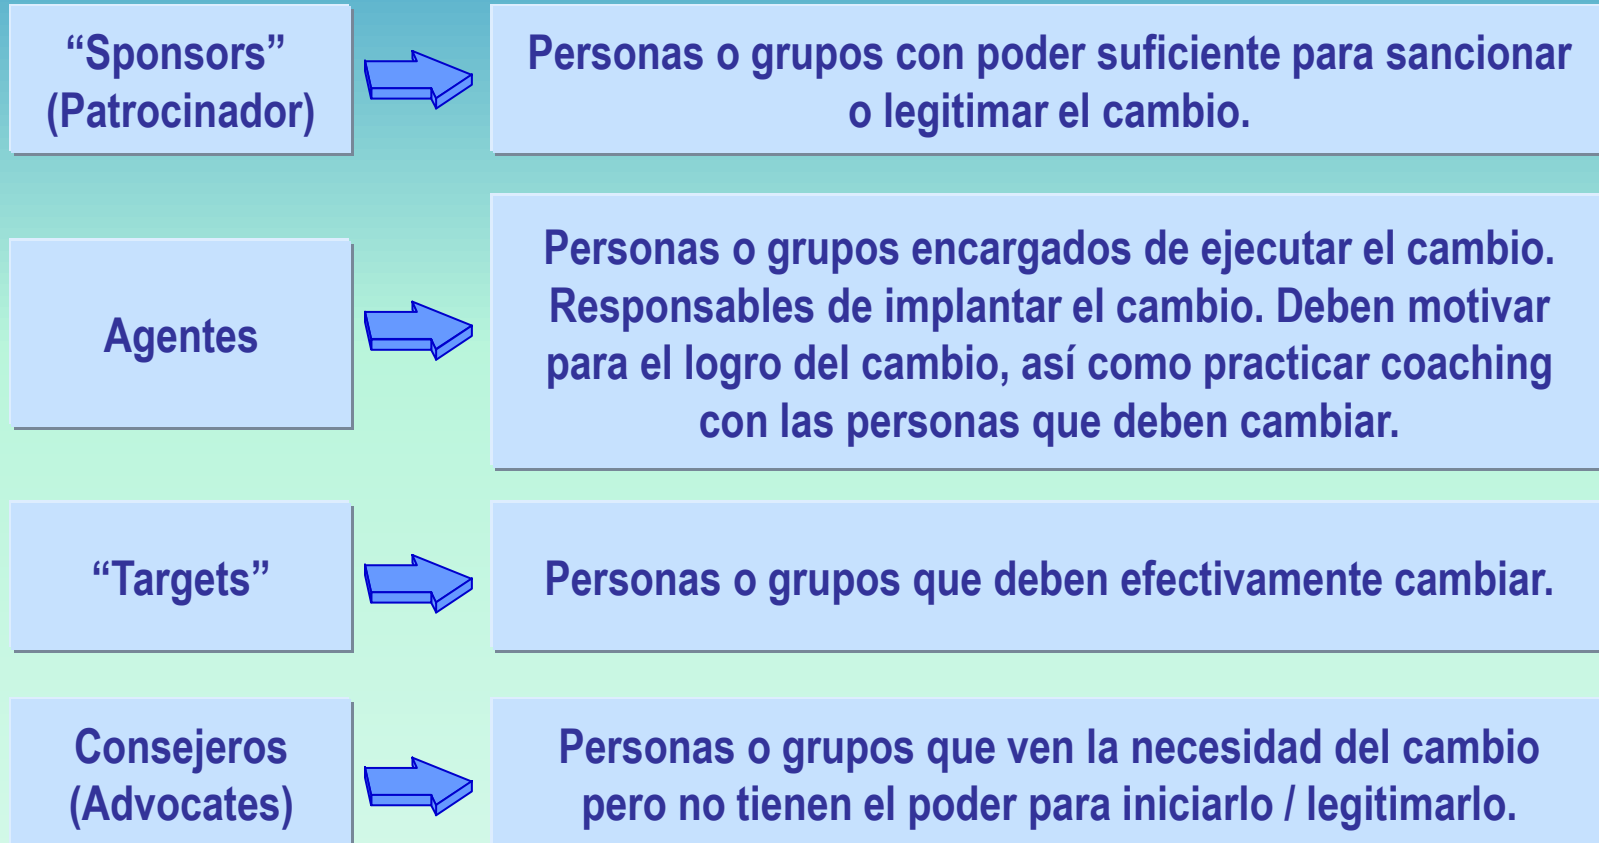 “Sponsors”
(Patrocinador)
Personas o grupos con poder suficiente para sancionar
o legitimar el cambio.
Agentes
Personas o grupos encargados de ejecutar el cambio.
Responsables de implantar el cambio. Deben motivar
para el logro del cambio, así como practicar coaching
con las personas que deben cambiar.
“Targets”
Personas o grupos que deben efectivamente cambiar.
Consejeros
(Advocates)
Personas o grupos que ven la necesidad del cambio
pero no tienen el poder para iniciarlo / legitimarlo.